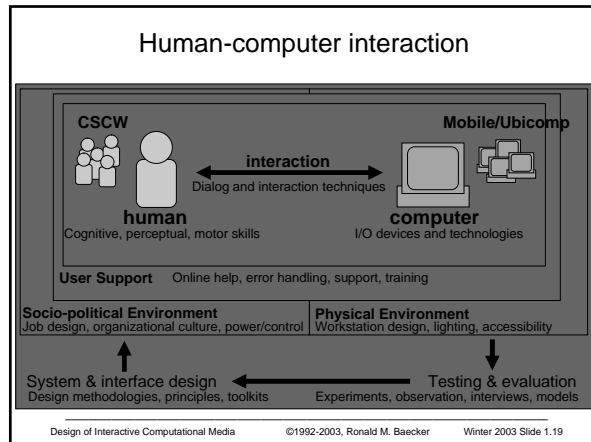 Human-computer interaction
CSCW
Mobile/Ubicomp
interaction
Dialog and interaction techniques
human
Cognitive, perceptual, motor skills
computer
I/O devices and technologies
User Support Online help, error handling, support, training
Socio-political Environment
Job design, organizational culture, power/control
Physical Environment
Workstation design, lighting, accessibility
System & interface design
Design methodologies, principles, toolkits
Testing & evaluation
Experiments, observation, interviews, models
Design of Interactive Computational Media ©1992-2003, Ronald M. Baecker Winter 2003 Slide 1.19